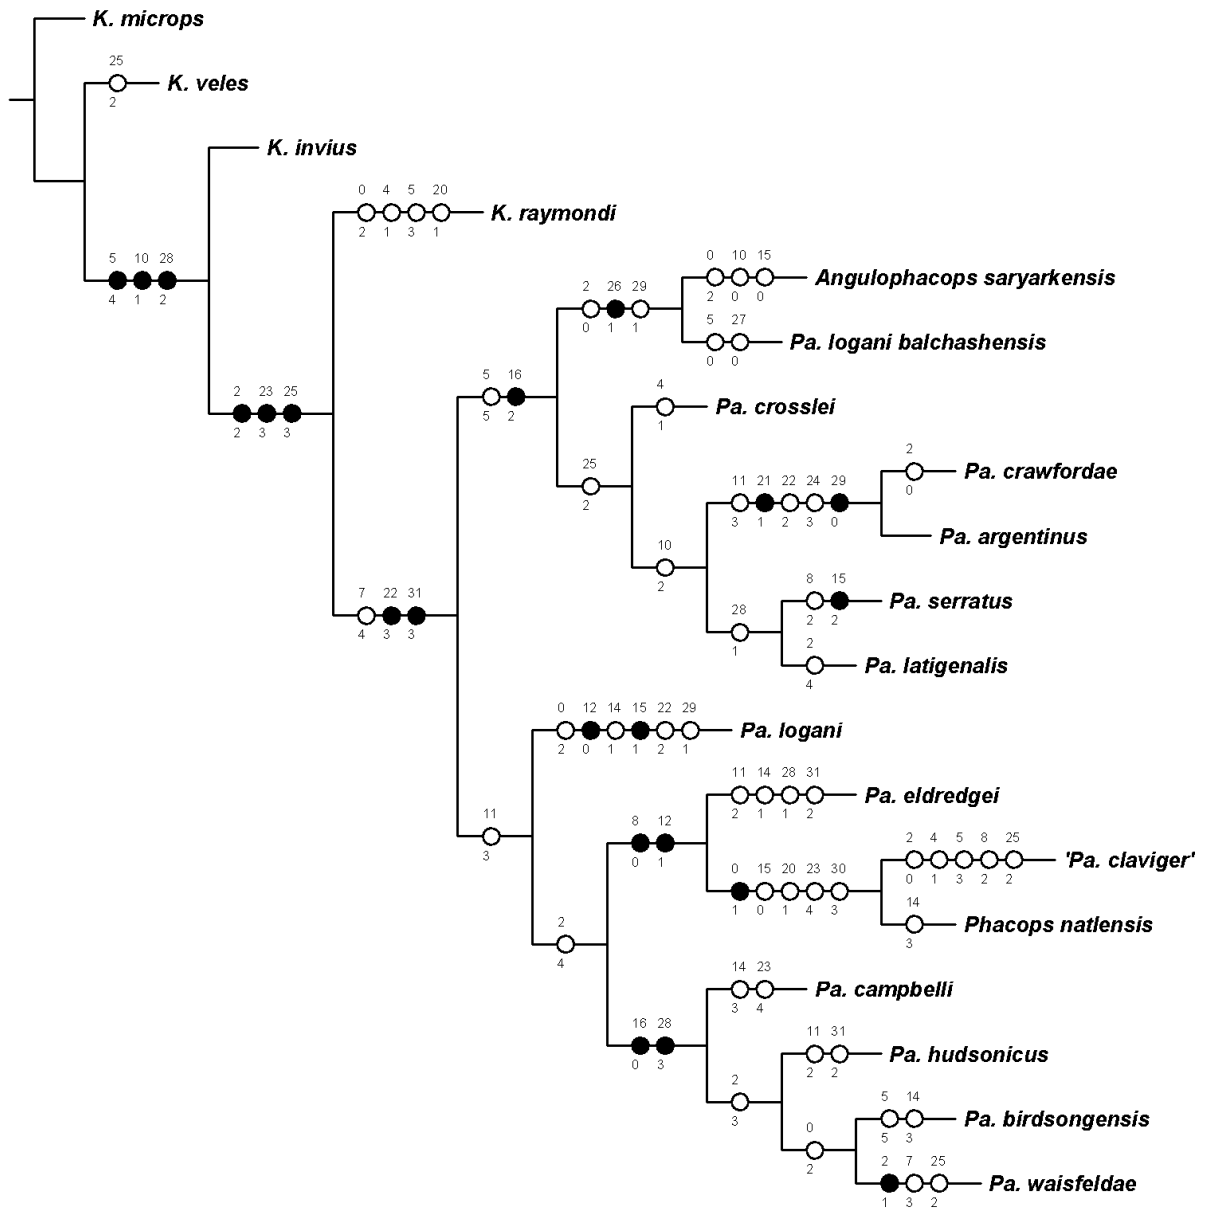 K. microps
25
K. veles
2
K. invius
0 4 5 20
K. raymondi
2 1 3 1
5 10 28
4 1 2
0 10 15
Angulophacops saryarkensis
2 0 0
2 26 29
0 1 1
5 27
Pa. logani balchashensis
0 0
5 16
5 2
4
Pa. crosslei
1
2 23 25
2 3 3
2
Pa. crawfordae
0
25
2
11 21 22 24 29
3 1 2 3 0
Pa. argentinus
10
2
8 15
Pa. serratus
2 2
7 22 31
4 3 3
28
1
2
Pa. latigenalis
4
0 12 14 15 22 29
Pa. logani
2 0 1 1 2 1
11 14 28 31
Pa. eldredgei
2 1 1 2
11
3
8 12
0 1
2 4 5 8 25
'Pa. claviger'
0 1 3 2 2
0 15 20 23 30
1 0 1 4 3
14
Phacops natlensis
3
2
4
14 23
Pa. campbelli
3 4
16 28
0 3
11 31
Pa. hudsonicus
2 2
2
3
5 14
Pa. birdsongensis
5 3
0
2
2 7 25
Pa. waisfeldae
1 3 2